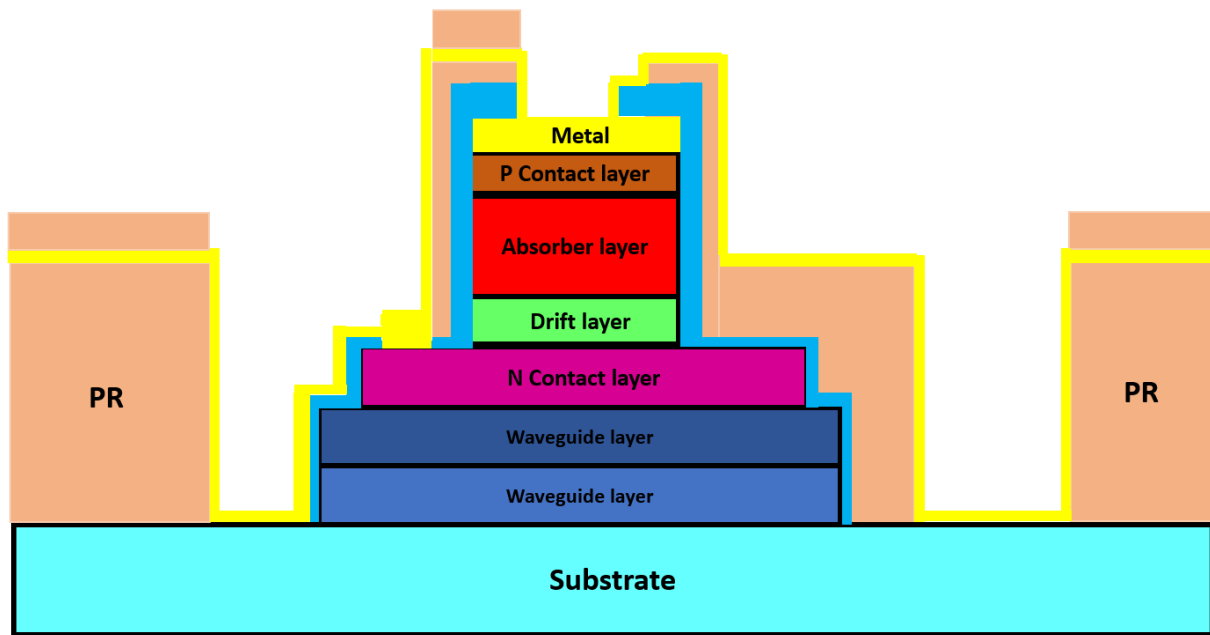 Metal
P Contact layer
Absorber layer
Drift layer
N Contact layer
PR
PR
Waveguide layer
Waveguide layer
Substrate